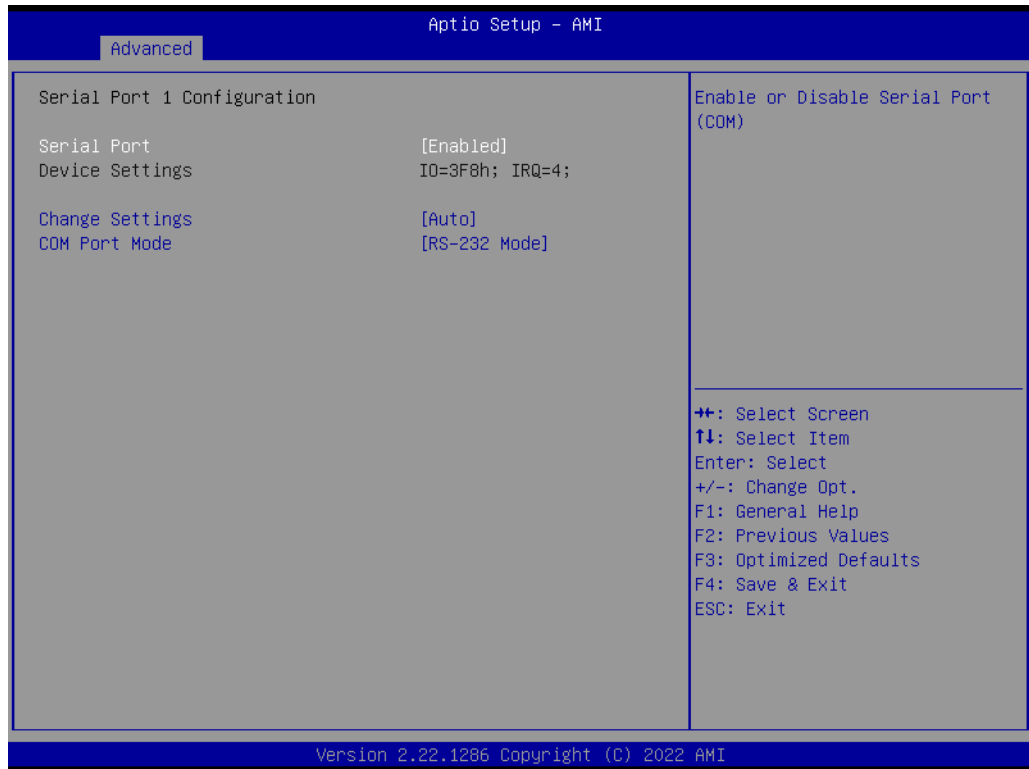 Aptio Setup – AMI
Advanced
Serial Port 1 Configuration
Serial Port [Enabled]
Device Settings IO=3F8h; IRQ=4;
Change Settings [Auto]
COM Port Mode [RS-232 Mode]
Enable or Disable Serial Port
(COM)
→←: Select Screen
↑↓: Select Item
Enter: Select
+/-: Change Opt.
F1: General Help
F2: Previous Values
F3: Optimized Defaults
F4: Save & Exit
ESC: Exit
Version 2.22.1286 Copyright (C) 2022 AMI